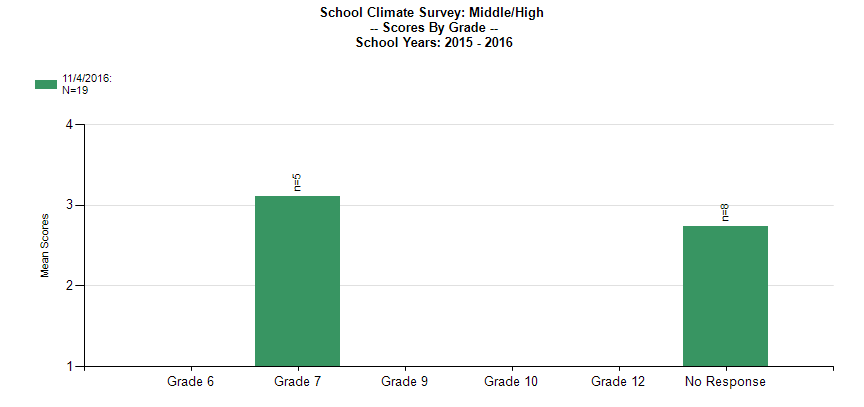 School Climate Survey: Middle/High
-- Scores By Grade --
School Years: 2015 - 2016
11/4/2016:
N=19
4
3
2
1
Mean Scores
n=5
n=8
Grade 6
Grade 7
Grade 9
Grade 10
Grade 12
No Response